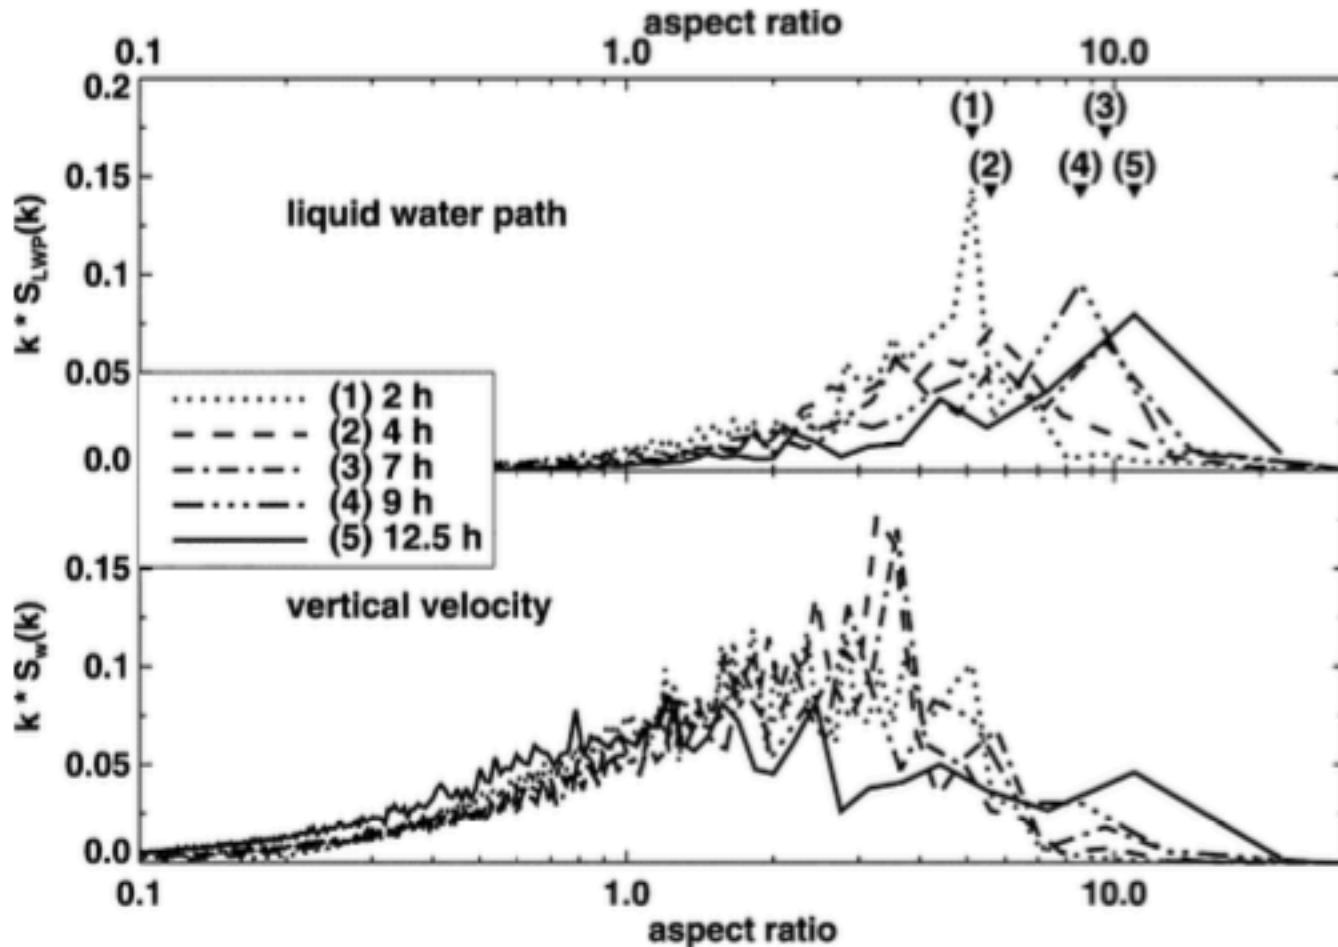 aspect ratio
0.1 1.0 10.0
0.2
(1) (3)
0.15
(2) (4) (5)
liquid water path
k * S_LWP(k)
0.1
0.05
(1) 2 h
(2) 4 h
0.0
(3) 7 h
(4) 9 h
(5) 12.5 h
0.15
vertical velocity
k * S_w(k)
0.1
0.05
0.0
0.1 1.0 10.0
aspect ratio